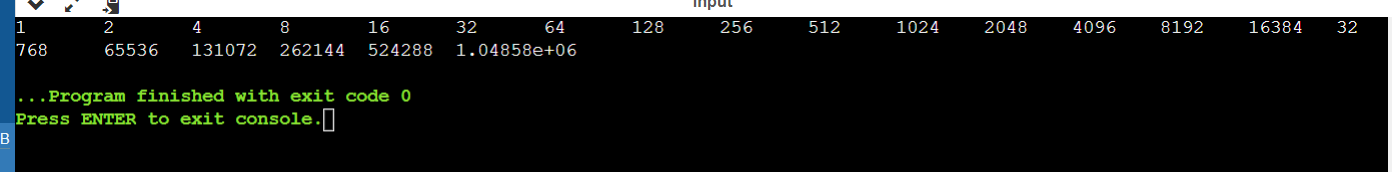 input
1 2 4 8 16 32 64 128 256 512 1024 2048 4096 8192 16384 32
768 65536 131072 262144 524288 1.04858e+06
...Program finished with exit code 0
Press ENTER to exit console.
B